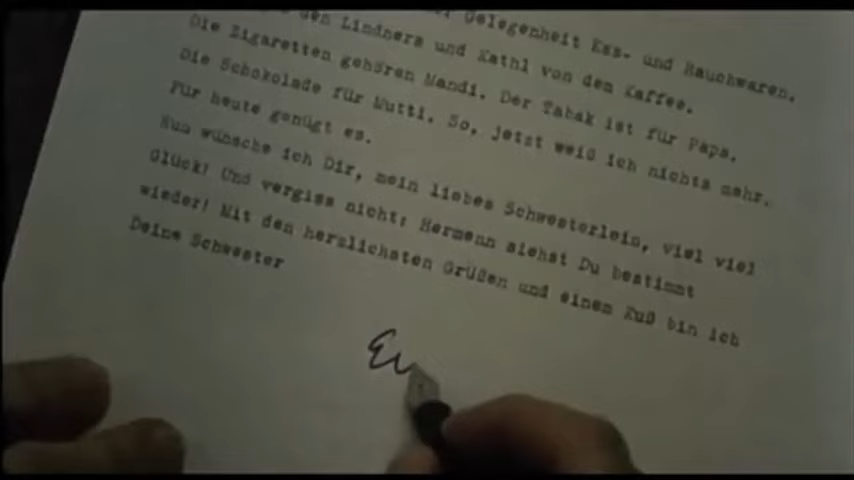 Gelegenheit Ess- und Rauchwaren.
den Lindners und Kathl von den Kaffee.
Die Zigaretten gehören Mandi. Der Tabak ist für Papa.
Die Schokolade für Mutti. So, jetzt weiß ich nichts mehr.
Für heute genügt es.
Nun wünsche ich Dir, mein liebes Schwesterlein, viel viel
Glück! Und vergiss nicht: Hermann siehst Du bestimmt
wieder! Mit den herzlichsten Grüßen und einem Kuß bin ich
Deine Schwester